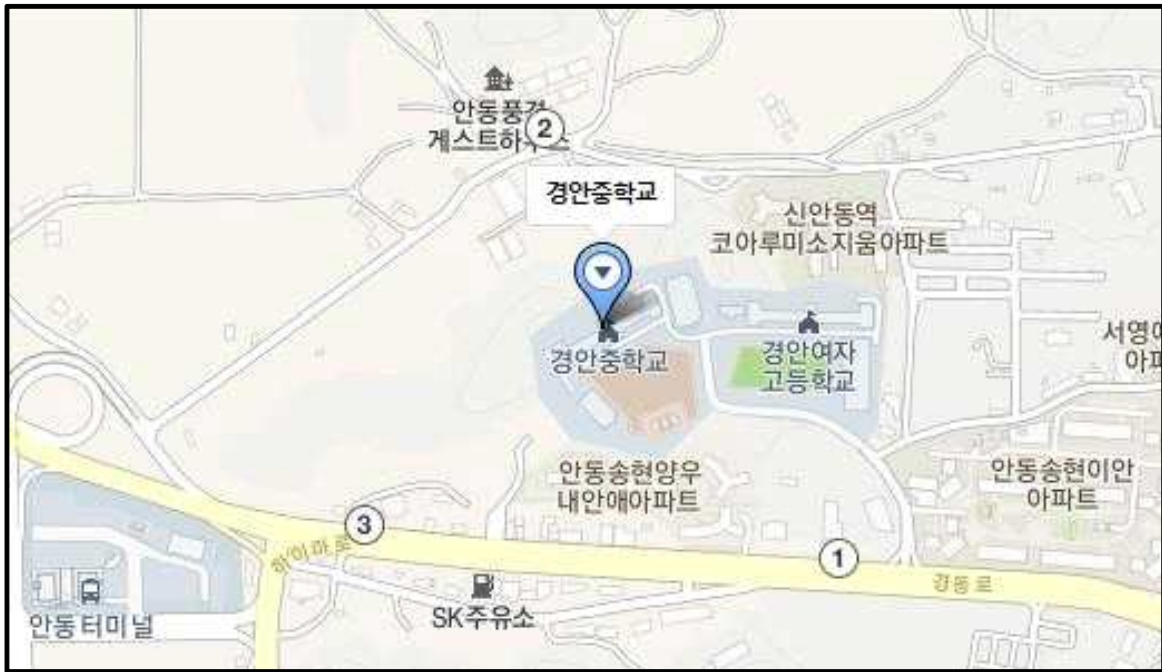 안동풍경
2
게스트하우스
경안중학교
신안동역
코아루미소지움아파트
경안중학교
경안여자
고등학교
서영
아파
안동송현양우
내안애아파트
안동송현이안
아파트
3
하이마로
1
경동로
SK주유소
안동터미널